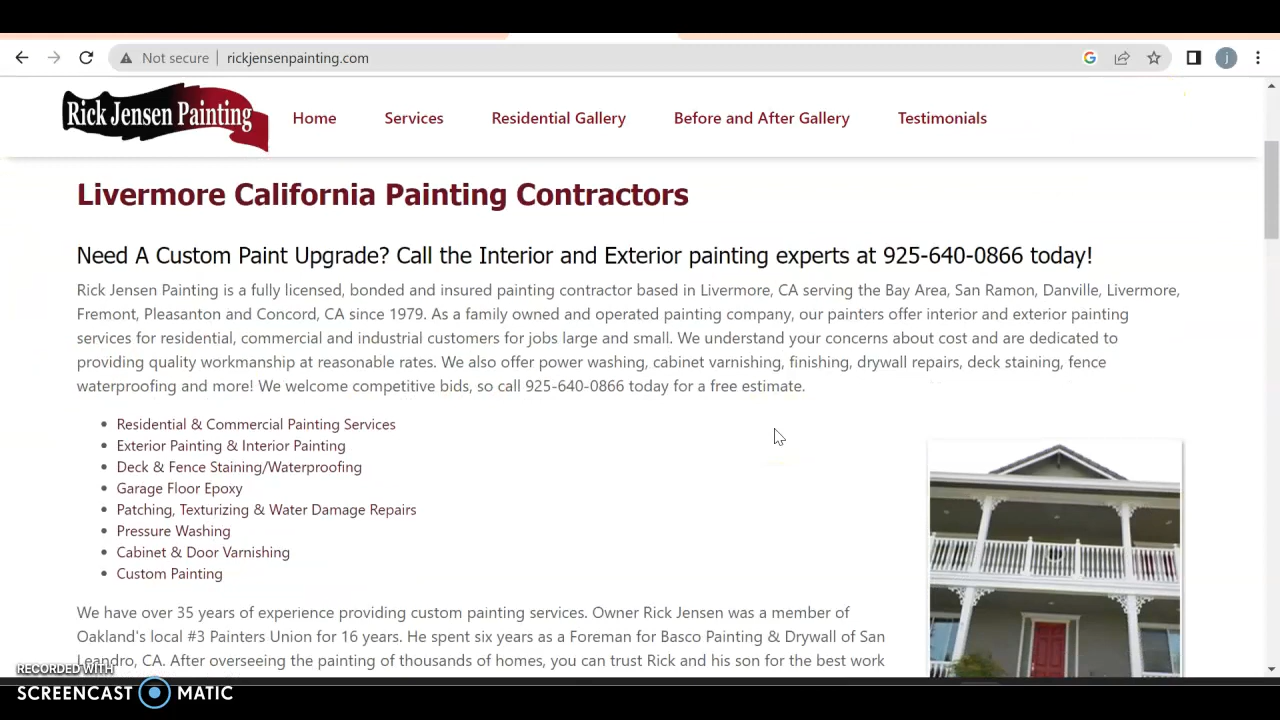 Not secure rickjensenpainting.com j
Rick Jensen Painting Home Services Residential Gallery Before and After Gallery Testimonials
Livermore California Painting Contractors
Need A Custom Paint Upgrade? Call the Interior and Exterior painting experts at 925-640-0866 today!
Rick Jensen Painting is a fully licensed, bonded and insured painting contractor based in Livermore, CA serving the Bay Area, San Ramon, Danville, Livermore,
Fremont, Pleasanton and Concord, CA since 1979. As a family owned and operated painting company, our painters offer interior and exterior painting
services for residential, commercial and industrial customers for jobs large and small. We understand your concerns about cost and are dedicated to
providing quality workmanship at reasonable rates. We also offer power washing, cabinet varnishing, finishing, drywall repairs, deck staining, fence
waterproofing and more! We welcome competitive bids, so call 925-640-0866 today for a free estimate.
Residential & Commercial Painting Services
Exterior Painting & Interior Painting
Deck & Fence Staining/Waterproofing
Garage Floor Epoxy
Patching, Texturizing & Water Damage Repairs
Pressure Washing
Cabinet & Door Varnishing
Custom Painting
We have over 35 years of experience providing custom painting services. Owner Rick Jensen was a member of
Oakland's local #3 Painters Union for 16 years. He spent six years as a Foreman for Basco Painting & Drywall of San
Leandro, CA. After overseeing the painting of thousands of homes, you can trust Rick and his son for the best work
RECORDED WITH
SCREENCAST MATIC